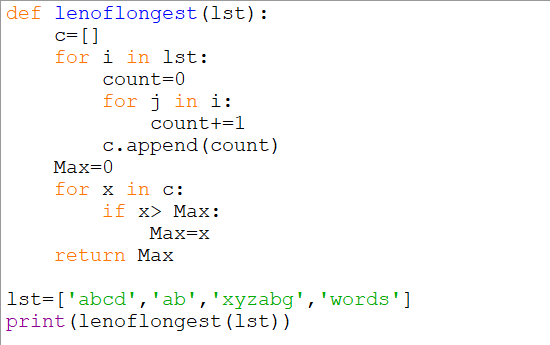 def lenoflongest(lst):
    c=[]
    for i in lst:
        count=0
        for j in i:
            count+=1
        c.append(count)
    Max=0
    for x in c:
        if x> Max:
            Max=x
    return Max

lst=['abcd','ab','xyzabg','words']
print(lenoflongest(lst))